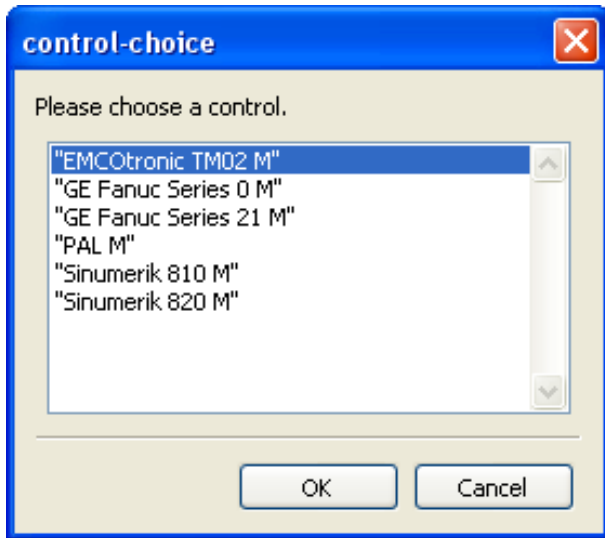 control-choice
Please choose a control.
"EMCOtronic TM02 M"
"GE Fanuc Series 0 M"
"GE Fanuc Series 21 M"
"PAL M"
"Sinumerik 810 M"
"Sinumerik 820 M"
OK Cancel